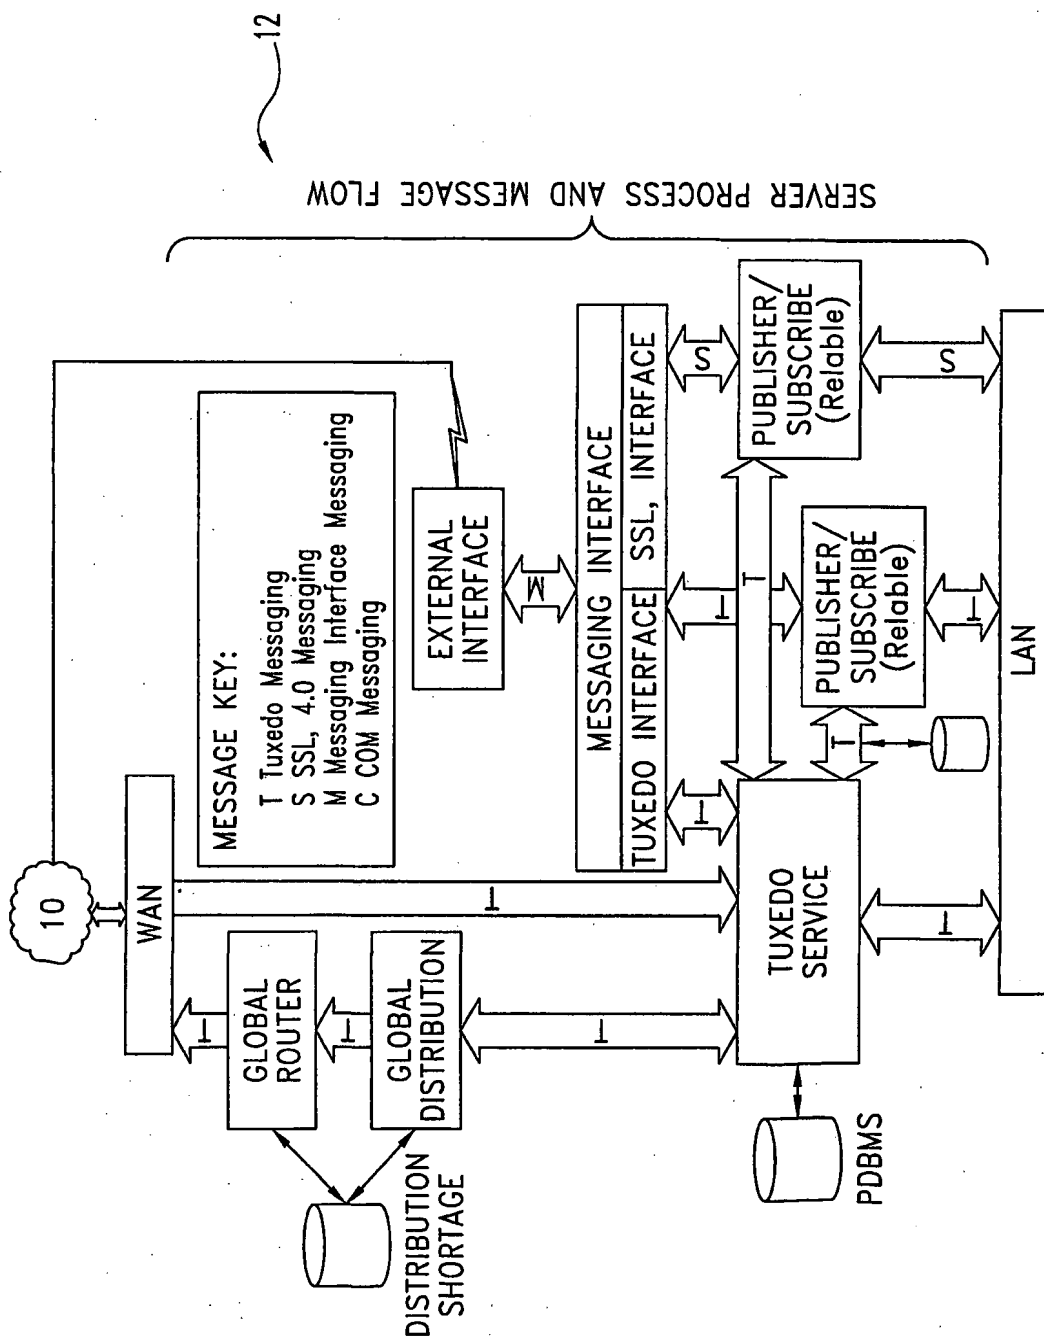 12
SERVER PROCESS AND MESSAGE FLOW
10
WAN
MESSAGE KEY:
T Tuxedo Messaging
S SSL, 4.0 Messaging
M Messaging Interface Messaging
C COM Messaging
GLOBAL
ROUTER
T
T
GLOBAL
DISTRIBUTION
DISTRIBUTION
SHORTAGE
T
T
EXTERNAL
INTERFACE
M
MESSAGING INTERFACE
TUXEDO INTERFACE
SSL, INTERFACE
T
T
S
T
TUXEDO
SERVICE
PDBMS
T
PUBLISHER/
SUBSCRIBE
(Relable)
PUBLISHER/
SUBSCRIBE
(Relable)
T
T
S
LAN